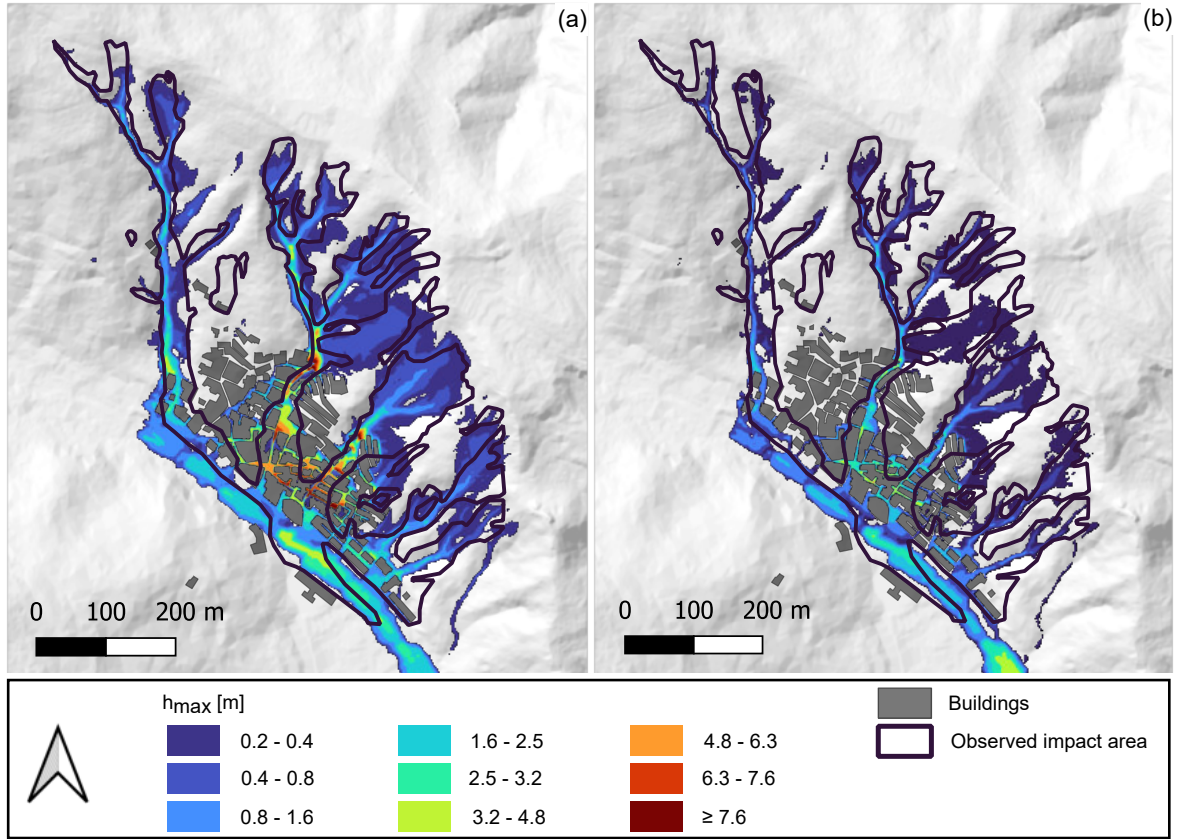 (a)
(b)
0 100 200 m
0 100 200 m
hmax [m]
0.2 - 0.4
0.4 - 0.8
0.8 - 1.6
1.6 - 2.5
2.5 - 3.2
3.2 - 4.8
4.8 - 6.3
6.3 - 7.6
≥ 7.6
Buildings
Observed impact area